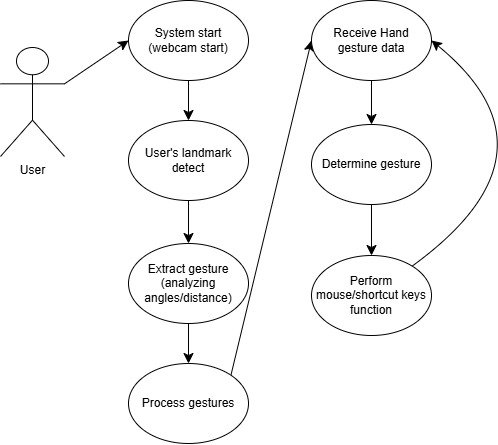 System start
(webcam start)
User
User's landmark
detect
Extract gesture
(analyzing
angles/distance)
Process gestures
Receive Hand
gesture data
Determine gesture
Perform
mouse/shortcut keys
function